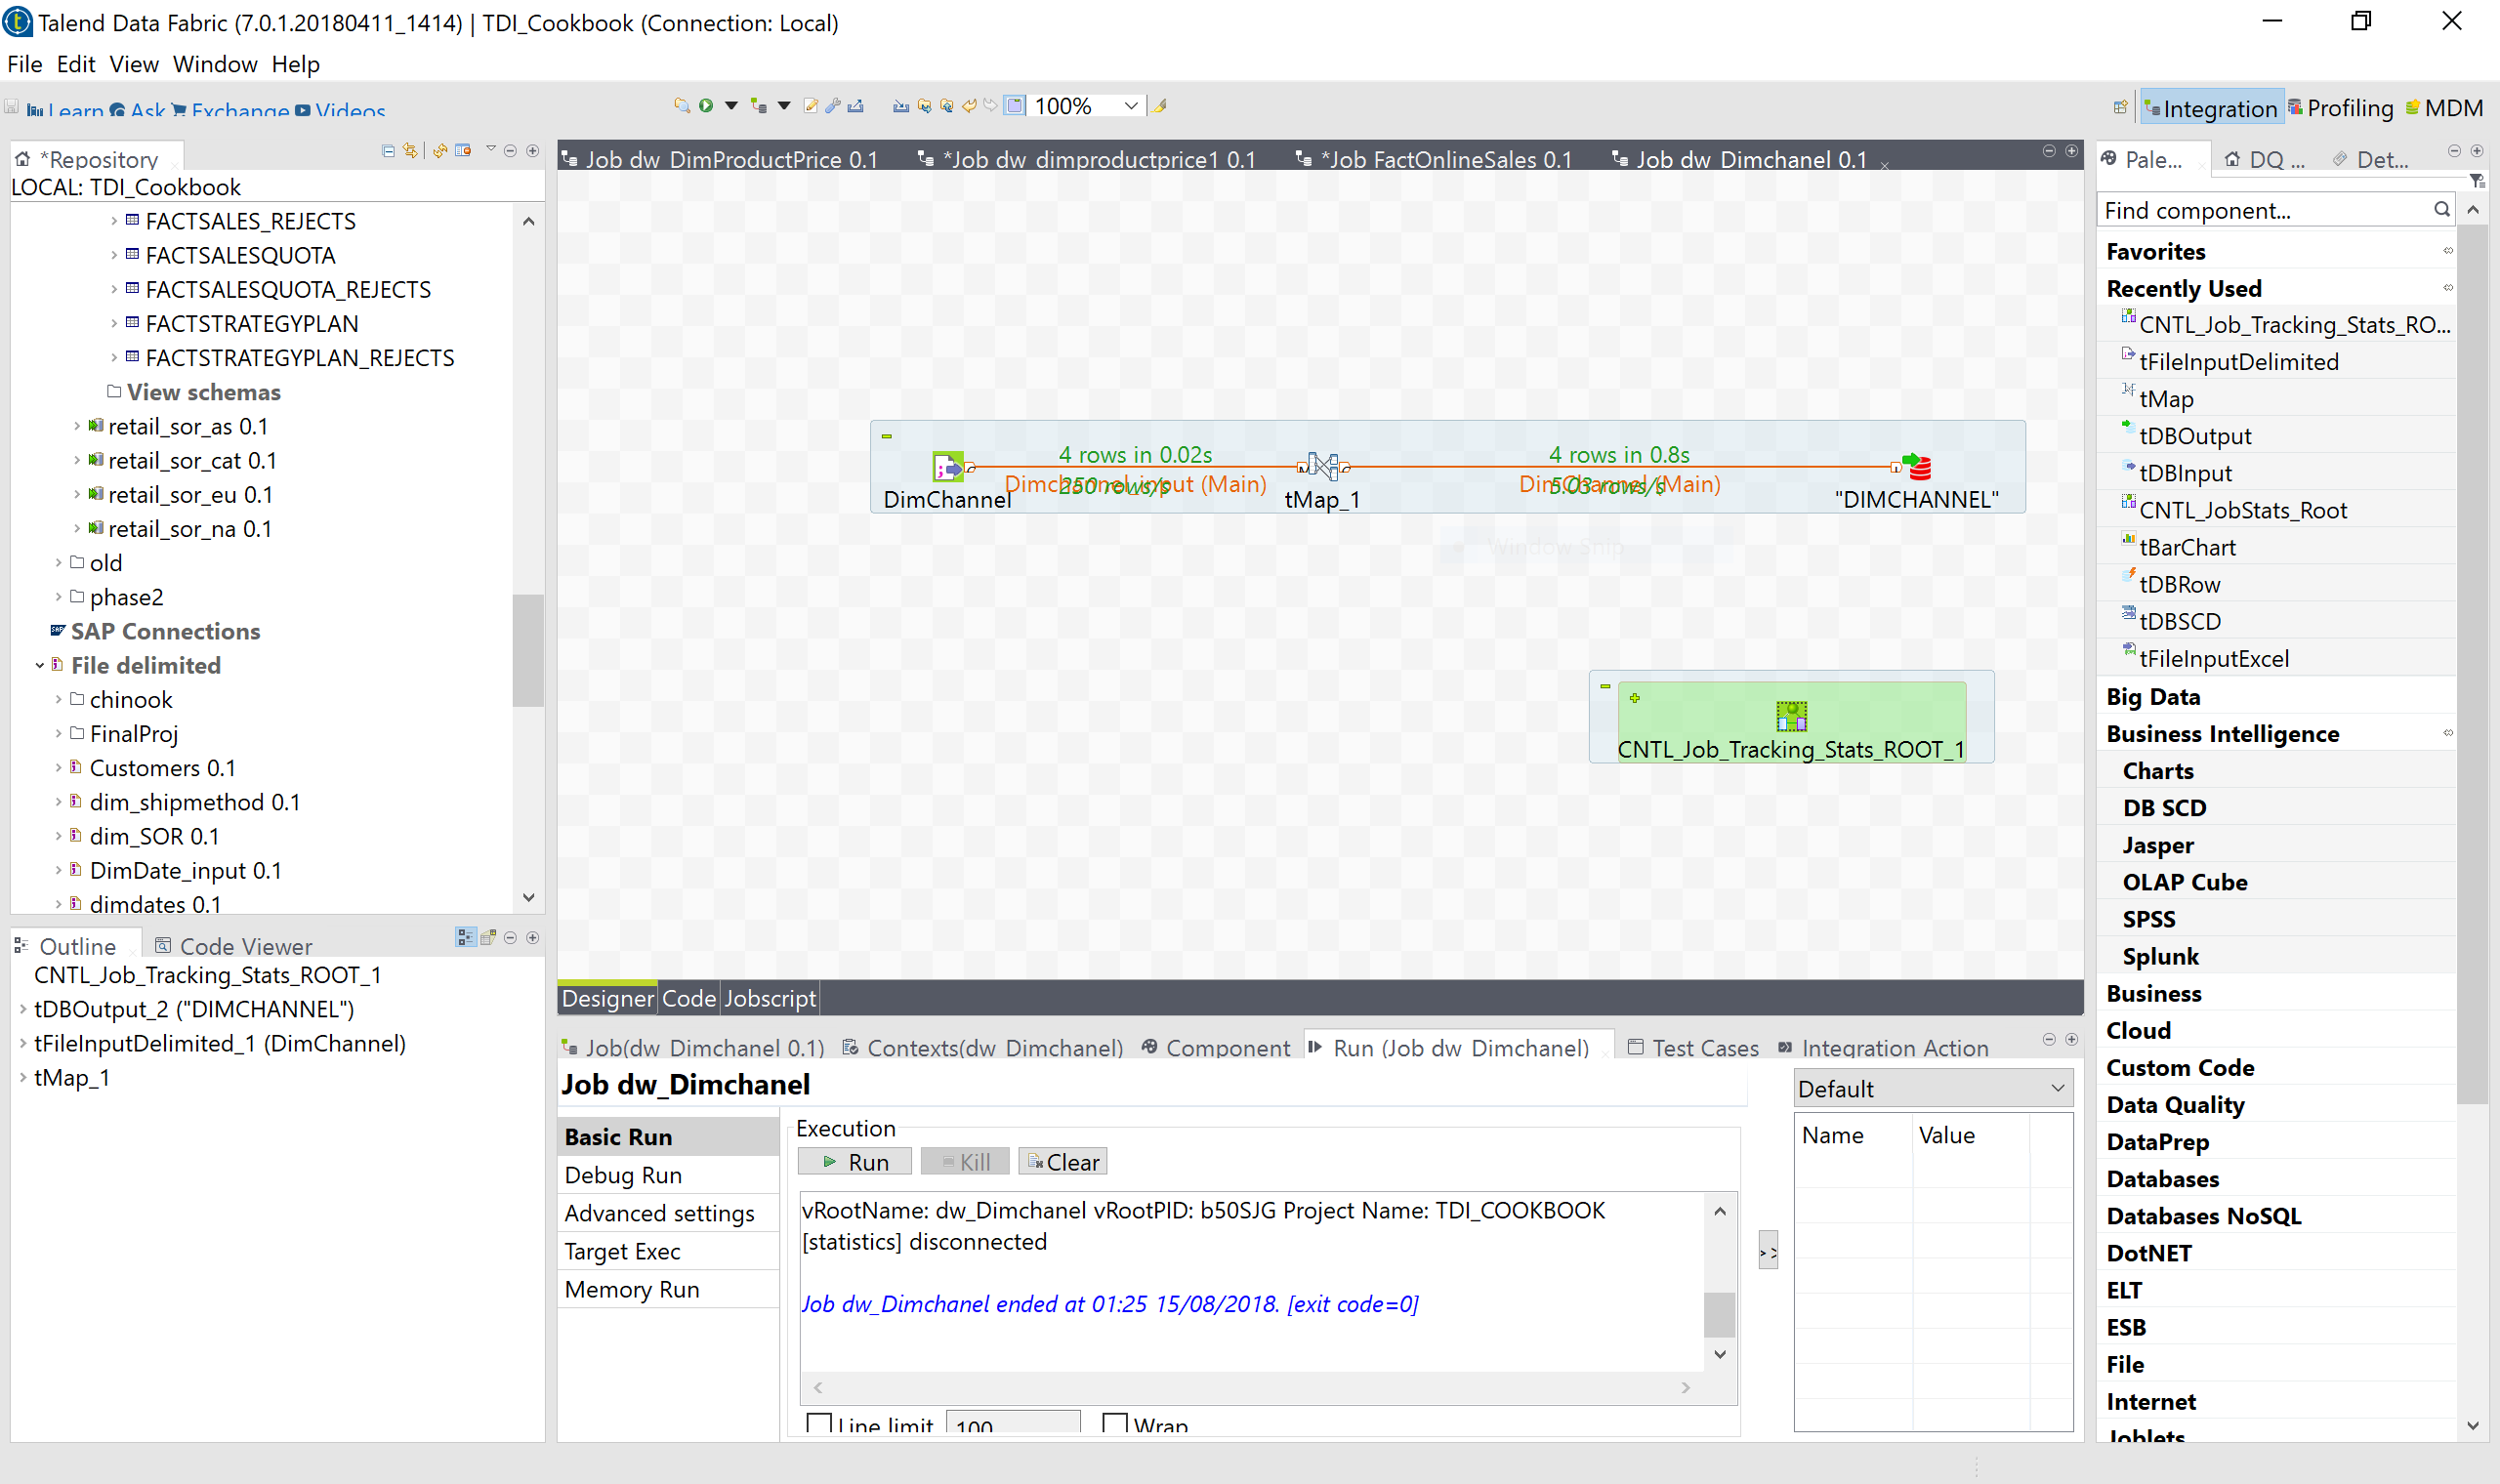 Talend Data Fabric (7.0.1.20180411_1414) | TDI_Cookbook (Connection: Local)
File Edit View Window Help
Learn Ask Exchange Videos
100%
Integration Profiling MDM
*Repository
LOCAL: TDI_Cookbook
FACTSALES_REJECTS
FACTSALESQUOTA
FACTSALESQUOTA_REJECTS
FACTSTRATEGYPLAN
FACTSTRATEGYPLAN_REJECTS
View schemas
retail_sor_as 0.1
retail_sor_cat 0.1
retail_sor_eu 0.1
retail_sor_na 0.1
old
phase2
SAP Connections
File delimited
chinook
FinalProj
Customers 0.1
dim_shipmethod 0.1
dim_SOR 0.1
DimDate_input 0.1
dimdates 0.1
Outline Code Viewer
CNTL_Job_Tracking_Stats_ROOT_1
tDBOutput_2 ("DIMCHANNEL")
tFileInputDelimited_1 (DimChannel)
tMap_1
Job dw_DimProductPrice 0.1 *Job dw_dimproductprice1 0.1 *Job FactOnlineSales 0.1 Job dw_Dimchanel 0.1
4 rows in 0.02s 4 rows in 0.8s
Dimchannel_input (Main) DimChannel (Main)
250 rows/s 5.03 rows/s
DimChannel tMap_1 "DIMCHANNEL"
Window Snip
CNTL_Job_Tracking_Stats_ROOT_1
Designer Code Jobscript
Job(dw_Dimchanel 0.1) Contexts(dw_Dimchanel) Component Run (Job dw_Dimchanel) Test Cases Integration Action
Job dw_Dimchanel
Basic Run
Debug Run
Advanced settings
Target Exec
Memory Run
Execution
Run Kill Clear
vRootName: dw_Dimchanel vRootPID: b50SJG Project Name: TDI_COOKBOOK
[statistics] disconnected
Job dw_Dimchanel ended at 01:25 15/08/2018. [exit code=0]
Line limit 100 Wrap
Default
Name Value
Pale... DQ ... Det...
Find component...
Favorites
Recently Used
CNTL_Job_Tracking_Stats_RO...
tFileInputDelimited
tMap
tDBOutput
tDBInput
CNTL_JobStats_Root
tBarChart
tDBRow
tDBSCD
tFileInputExcel
Big Data
Business Intelligence
Charts
DB SCD
Jasper
OLAP Cube
SPSS
Splunk
Business
Cloud
Custom Code
Data Quality
DataPrep
Databases
Databases NoSQL
DotNET
ELT
ESB
File
Internet
Joblets